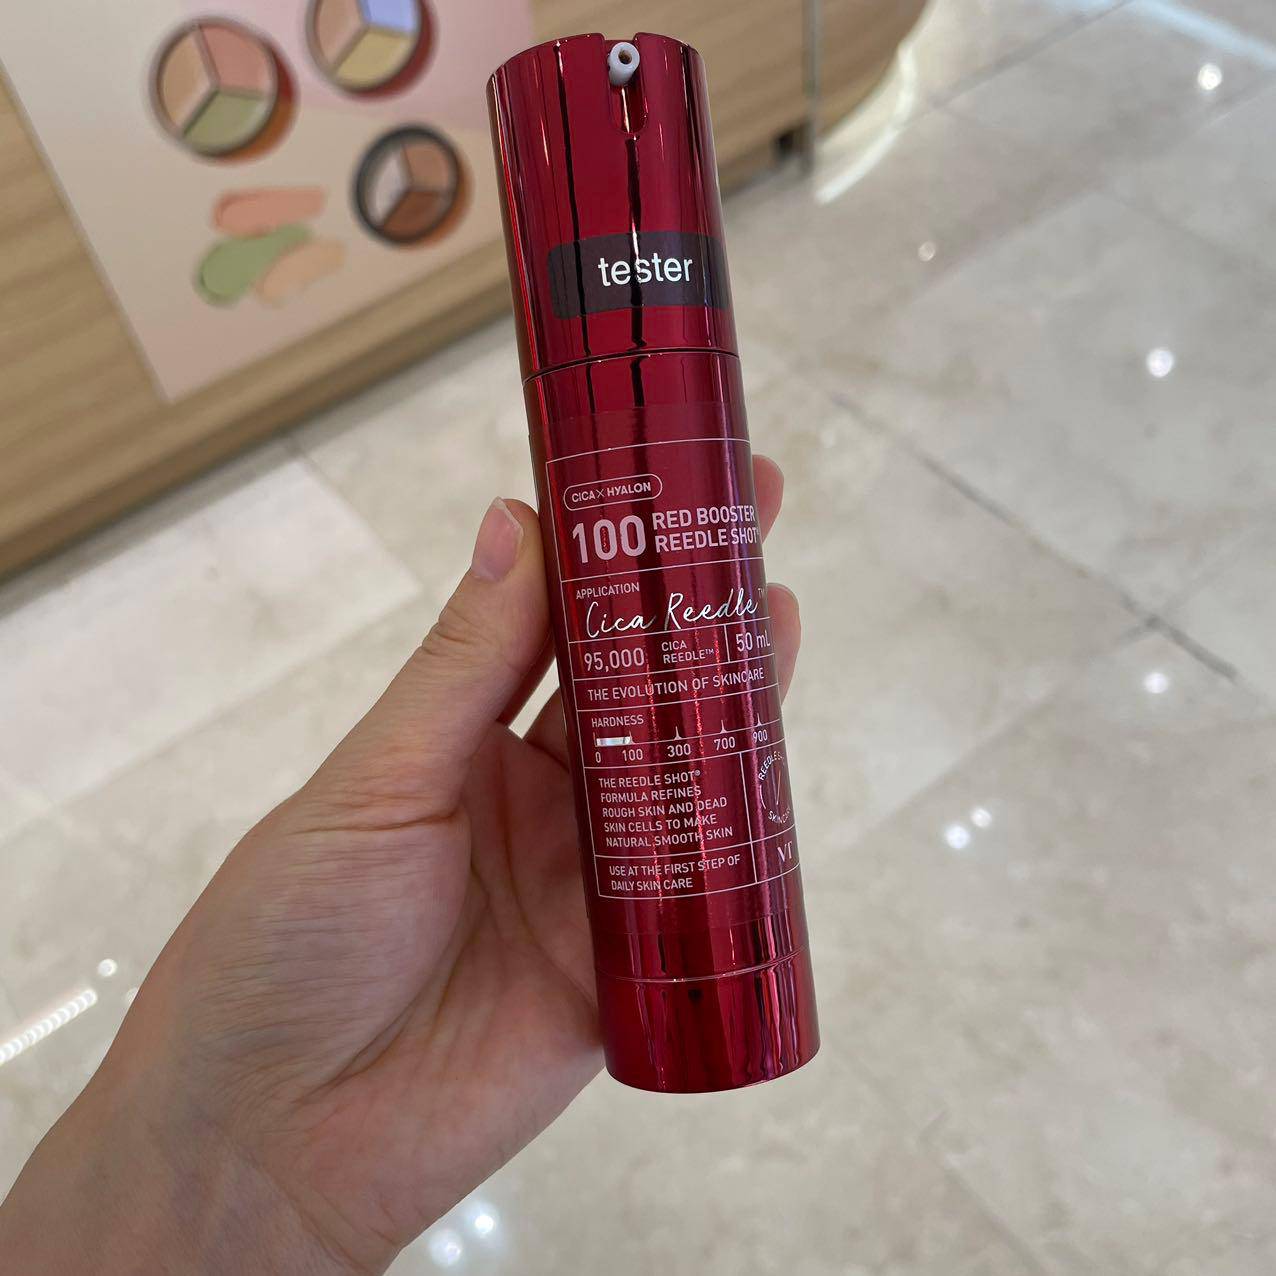 tester
CICA X HYALON
100 RED BOOSTER
REEDLE SHOT®
APPLICATION
Cica Reedle™
95,000 CICA REEDLE™ 50 mL
THE EVOLUTION OF SKINCARE
HARDNESS
0 100 300 700 900
THE REEDLE SHOT®
FORMULA REFINES
ROUGH SKIN AND DEAD
SKIN CELLS TO MAKE
NATURAL, SMOOTH SKIN
REEDLE
USE AT THE FIRST STEP OF
DAILY SKIN CARE
VT